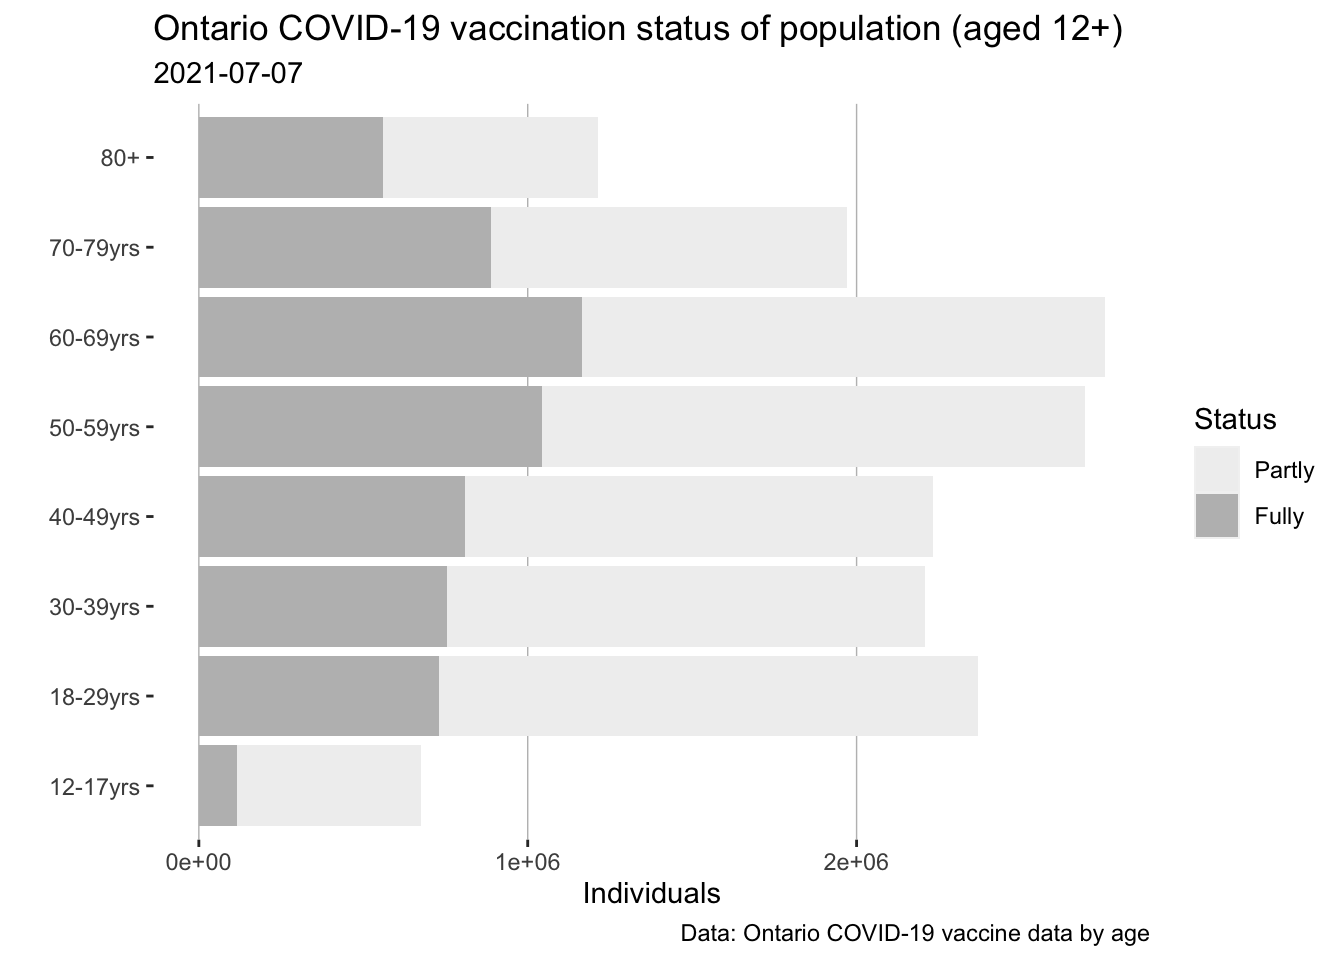 Ontario COVID-19 vaccination status of population (aged 12+)
2021-07-07
80+
70-79yrs
60-69yrs
50-59yrs
40-49yrs
30-39yrs
18-29yrs
12-17yrs
0e+00 1e+06 2e+06
Individuals
Status
Partly
Fully
Data: Ontario COVID-19 vaccine data by age